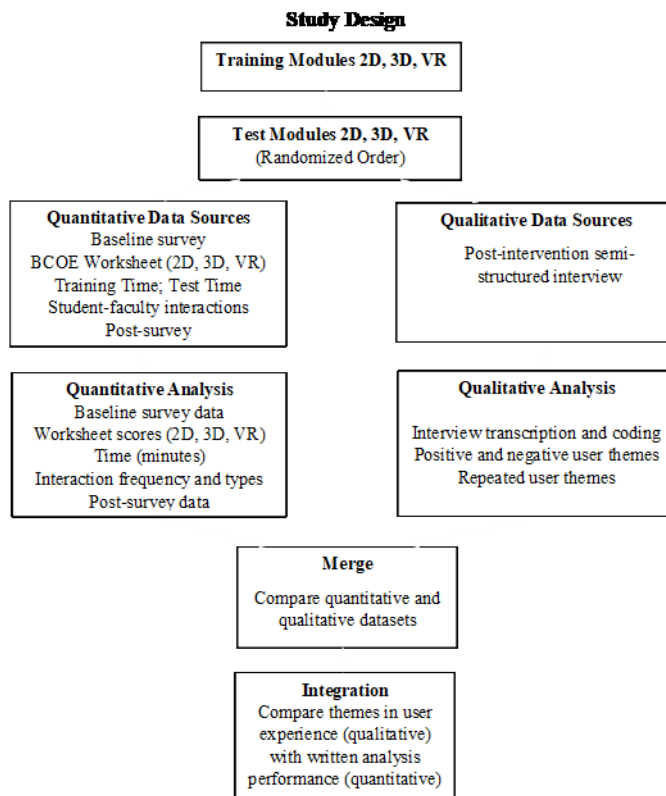 Study Design
Training Modules 2D, 3D, VR
Test Modules 2D, 3D, VR
(Randomized Order)
Quantitative Data Sources
Baseline survey
BCOE Worksheet (2D, 3D, VR)
Training Time; Test Time
Student-faculty interactions
Post-survey
Qualitative Data Sources
Post-intervention semi-
structured interview
Quantitative Analysis
Baseline survey data
Worksheet scores (2D, 3D, VR)
Time (minutes)
Interaction frequency and types
Post-survey data
Qualitative Analysis
Interview transcription and coding
Positive and negative user themes
Repeated user themes
Merge
Compare quantitative and
qualitative datasets
Integration
Compare themes in user
experience (qualitative)
with written analysis
performance (quantitative)